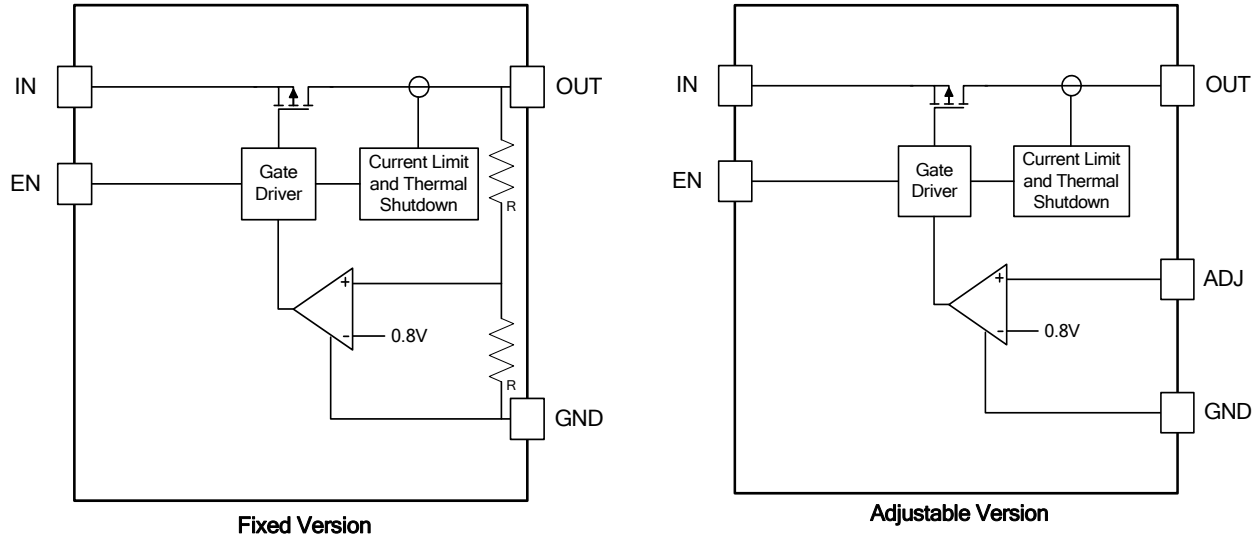 IN
OUT
EN
Gate
Driver
Current Limit
and Thermal
Shutdown
R
+
-
0.8V
R
GND
Fixed Version
IN
OUT
EN
Gate
Driver
Current Limit
and Thermal
Shutdown
+
-
0.8V
ADJ
GND
Adjustable Version